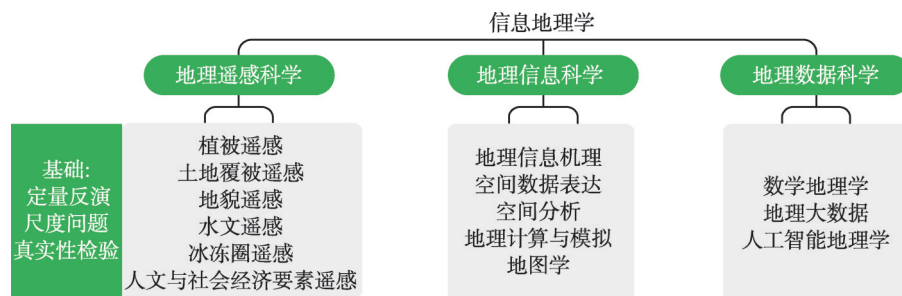 信息地理学
地理遥感科学
地理信息科学
地理数据科学
基础:
定量反演
尺度问题
真实性检验
植被遥感
土地覆被遥感
地貌遥感
水文遥感
冰冻圈遥感
人文与社会经济要素遥感
地理信息机理
空间数据表达
空间分析
地理计算与模拟
地图学
数学地理学
地理大数据
人工智能地理学